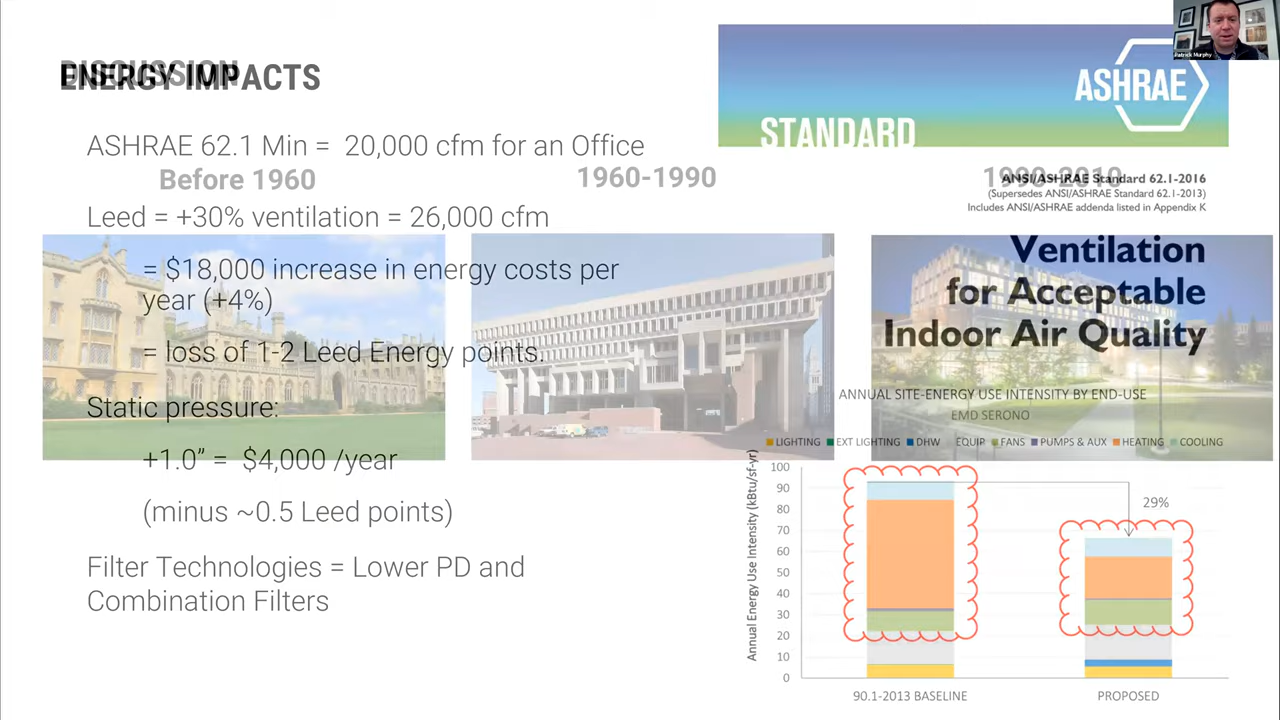 DISCUSSION
ENERGY IMPACTS
ASHRAE 62.1 Min =  20,000 cfm for an Office
Before 1960
1960-1990
1990-2010
Leed = +30% ventilation = 26,000 cfm
= $18,000 increase in energy costs per
year (+4%)
= loss of 1-2 Leed Energy points.
Static pressure:
+1.0” =  $4,000 /year
(minus ~0.5 Leed points)
Filter Technologies = Lower PD and
Combination Filters
Patrick Murphy
ASHRAE
STANDARD
ANSI/ASHRAE Standard 62.1-2016
(Supersedes ANSI/ASHRAE Standard 62.1-2013)
Includes ANSI/ASHRAE addenda listed in Appendix K
Ventilation
for Acceptable
Indoor Air Quality
ANNUAL SITE-ENERGY USE INTENSITY BY END-USE
EMD SERONO
LIGHTING EXT LIGHTING DHW EQUIP FANS PUMPS & AUX HEATING COOLING
Annual Energy Use Intensity (kBtu/sf-yr)
100
90
80
70
60
50
40
30
20
10
0
29%
90.1-2013 BASELINE
PROPOSED